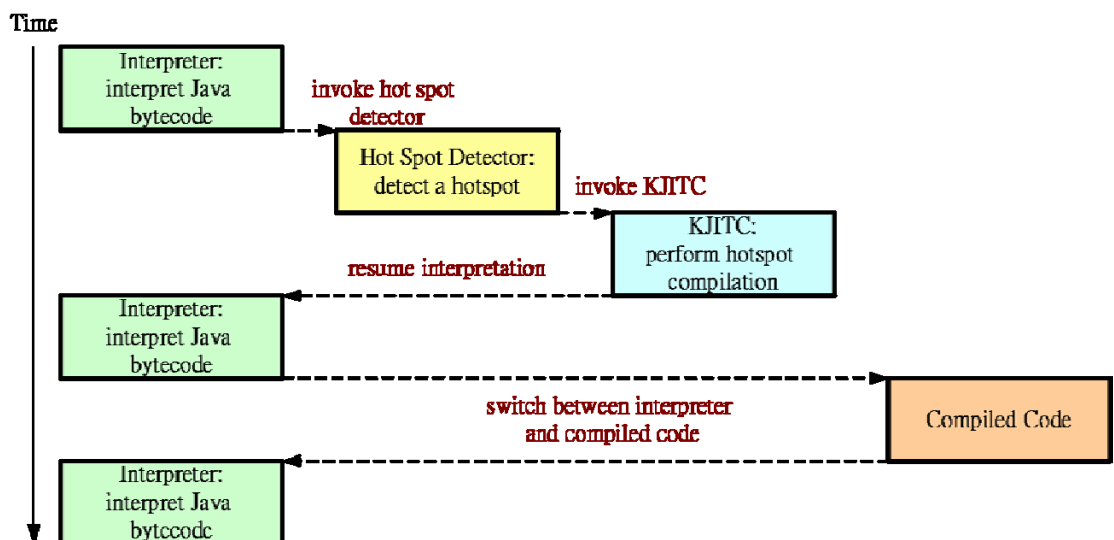 Time
Interpreter:
interpret Java
bytecode
invoke hot spot
detector
Hot Spot Detector:
detect a hotspot
invoke KJITC
KJITC:
perform hotspot
compilation
resume interpretation
Interpreter:
interpret Java
bytecode
switch between interpreter
and compiled code
Compiled Code
Interpreter:
interpret Java
bytecode